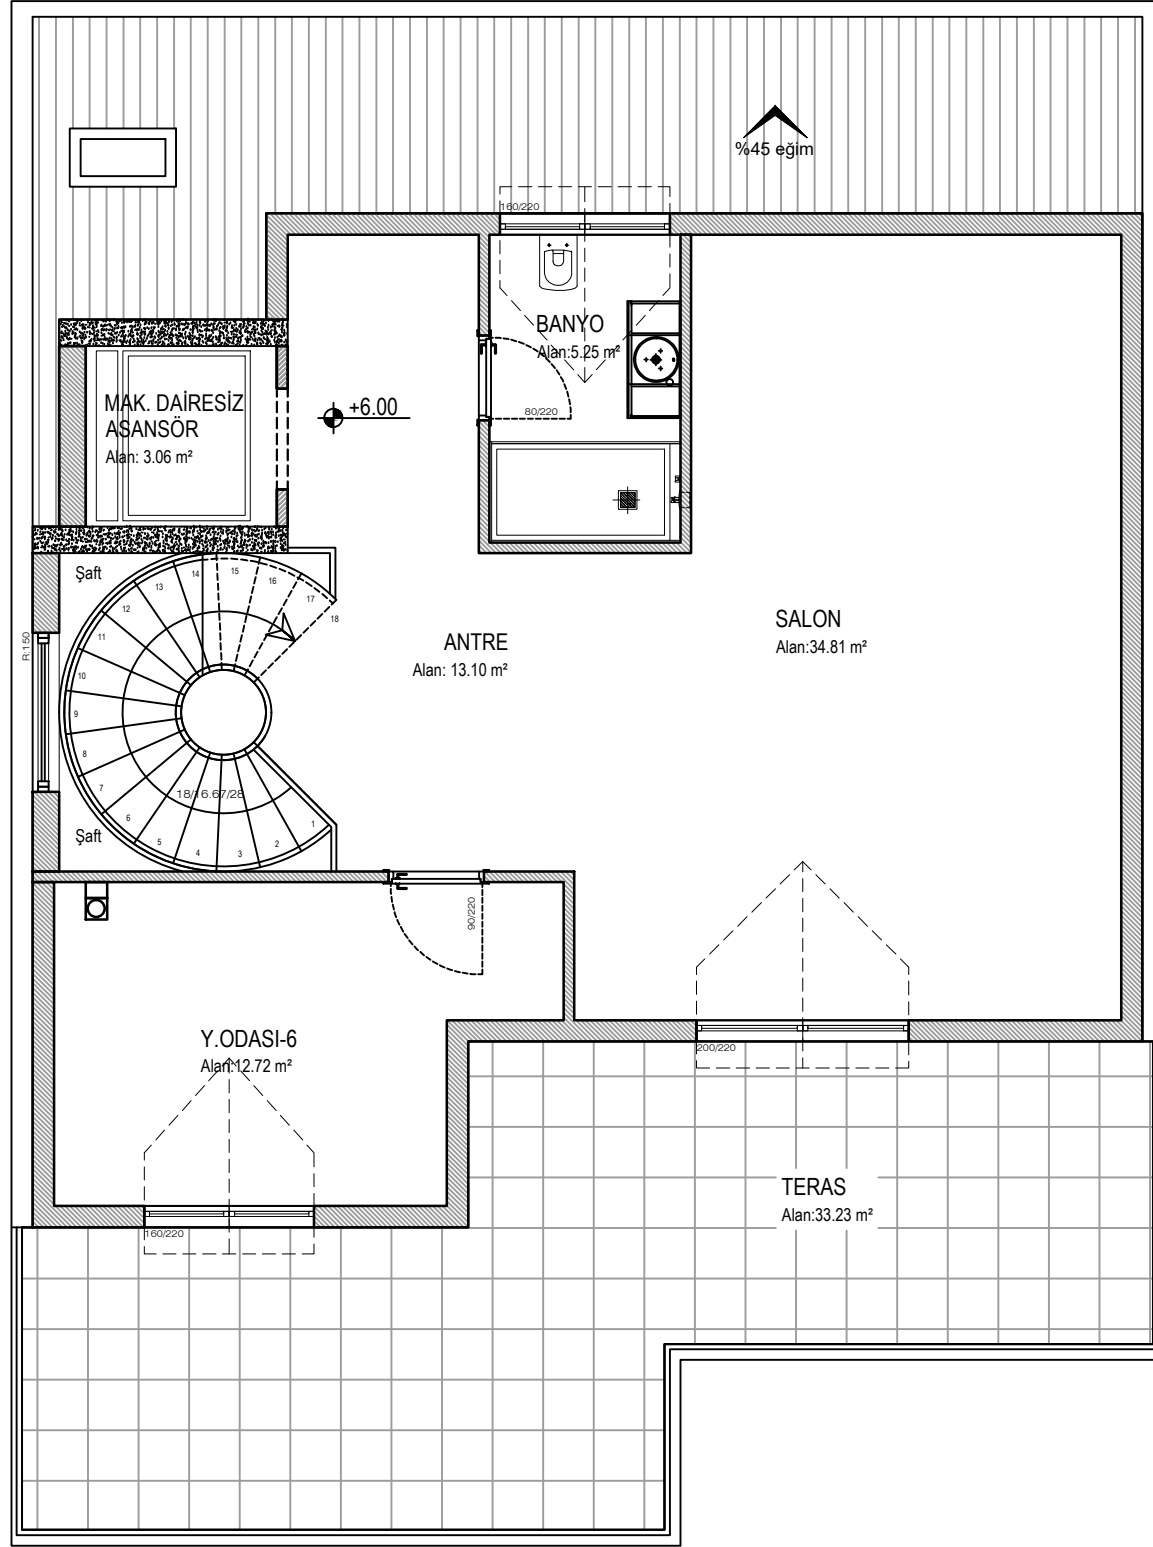 %45 eğim
160/220
BANYO
Alan:5.25 m²
80/220
MAK. DAİRESİZ
ASANSÖR
Alan: 3.06 m²
+6.00
Şaft
R:150
1
2
3
4
5
6
7
8
9
10
11
12
13
14
15
16
17
18
18/16.67/28
Şaft
ANTRE
Alan: 13.10 m²
SALON
Alan:34.81 m²
90/220
Y.ODASI-6
Alan:12.72 m²
160/220
200/220
TERAS
Alan:33.23 m²